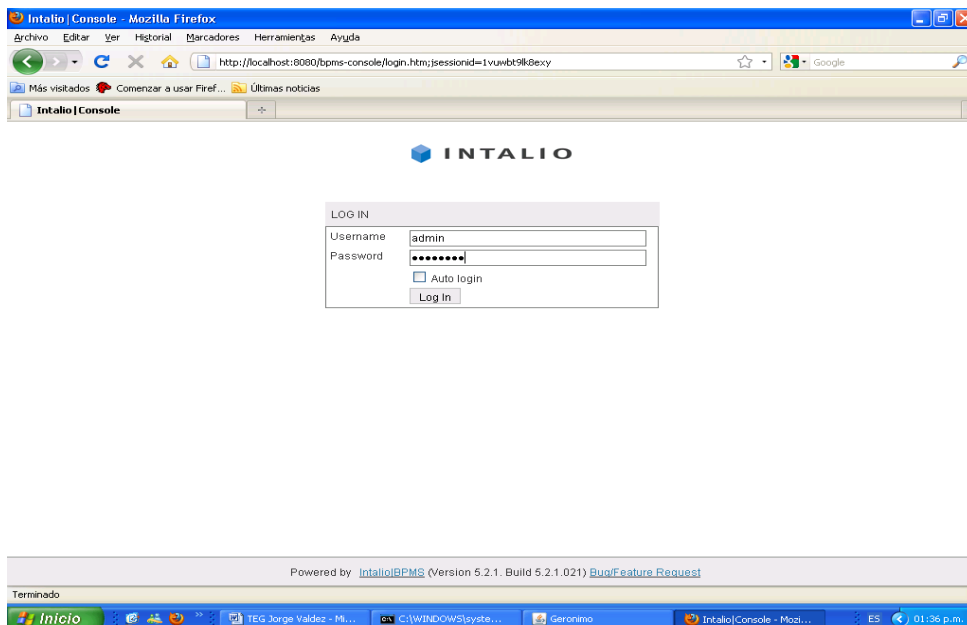 Intalio|Console - Mozilla Firefox
Archivo Editar Ver Historial Marcadores Herramientas Ayuda
http://localhost:8080/bpms-console/login.htm;jsessionid=1vuwbt9lk8exy Google
Más visitados Comenzar a usar Firef... Últimas noticias
Intalio|Console
INTALIO
LOG IN
Username admin
Password ••••••••
Auto login
Log In
Powered by Intalio|BPMS (Version 5.2.1. Build 5.2.1.021) Bug/Feature Request
Terminado
Inicio TEG Jorge Valdez - Mi... C:\WINDOWS\syste... Geronimo Intalio|Console - Mozi... ES 01:36 p.m.